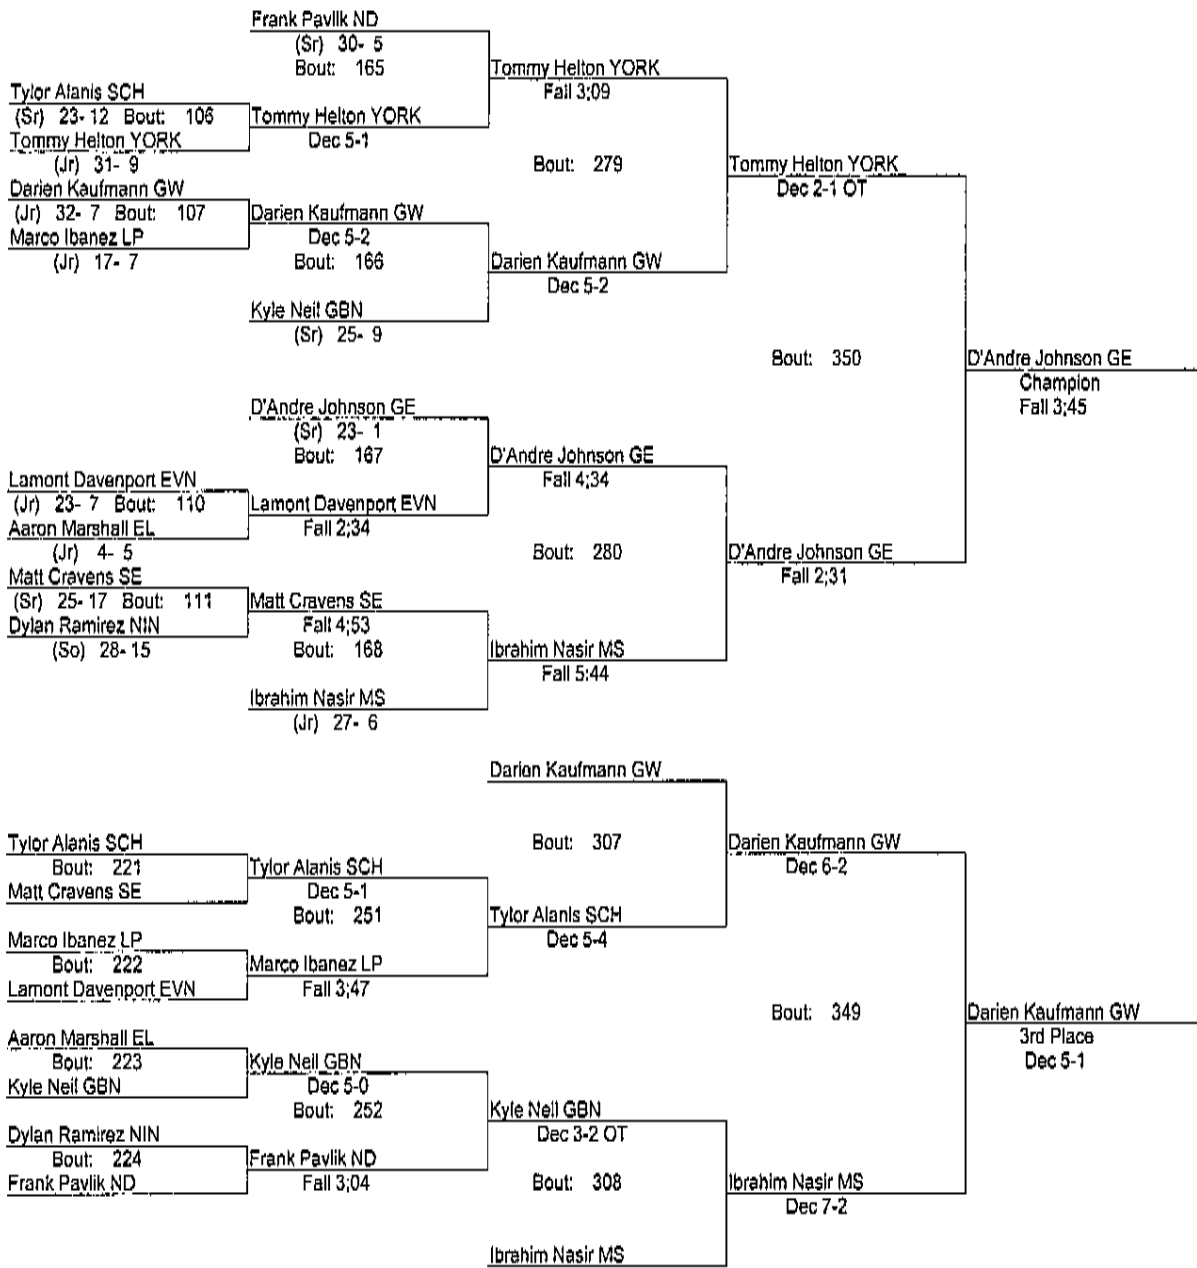 Frank Pavlik ND
(Sr) 30- 5
Bout: 165
Tommy Helton YORK
Fall 3;09
Tylor Alanis SCH
(Sr) 23- 12 Bout: 106
Tommy Helton YORK
Dec 5-1
Tommy Helton YORK
(Jr) 31- 9
Bout: 279
Tommy Helton YORK
Dec 2-1 OT
Darien Kaufmann GW
(Jr) 32- 7 Bout: 107
Darien Kaufmann GW
Dec 5-2
Marco Ibanez LP
(Jr) 17- 7
Bout: 166
Darien Kaufmann GW
Dec 5-2
Kyle Neil GBN
(Sr) 25- 9
Bout: 350
D'Andre Johnson GE
Champion
Fall 3;45
D'Andre Johnson GE
(Sr) 23- 1
Bout: 167
D'Andre Johnson GE
Fall 4;34
Lamont Davenport EVN
(Jr) 23- 7 Bout: 110
Lamont Davenport EVN
Fall 2;34
Aaron Marshall EL
(Jr) 4- 5
Bout: 280
D'Andre Johnson GE
Fall 2;31
Matt Cravens SE
(Sr) 25- 17 Bout: 111
Matt Cravens SE
Fall 4;53
Dylan Ramirez NIN
(So) 28- 15
Bout: 168
Ibrahim Nasir MS
Fall 5:44
Ibrahim Nasir MS
(Jr) 27- 6
Darien Kaufmann GW
Bout: 307
Darien Kaufmann GW
Dec 6-2
Tylor Alanis SCH
Bout: 221
Tylor Alanis SCH
Dec 5-1
Matt Cravens SE
Bout: 251
Tylor Alanis SCH
Dec 5-4
Marco Ibanez LP
Bout: 222
Marco Ibanez LP
Fall 3;47
Lamont Davenport EVN
Bout: 349
Darien Kaufmann GW
3rd Place
Dec 5-1
Aaron Marshall EL
Bout: 223
Kyle Neil GBN
Dec 5-0
Kyle Neil GBN
Bout: 252
Kyle Neil GBN
Dec 3-2 OT
Dylan Ramirez NIN
Bout: 224
Frank Pavlik ND
Fall 3;04
Frank Pavlik ND
Bout: 308
Ibrahim Nasir MS
Dec 7-2
Ibrahim Nasir MS